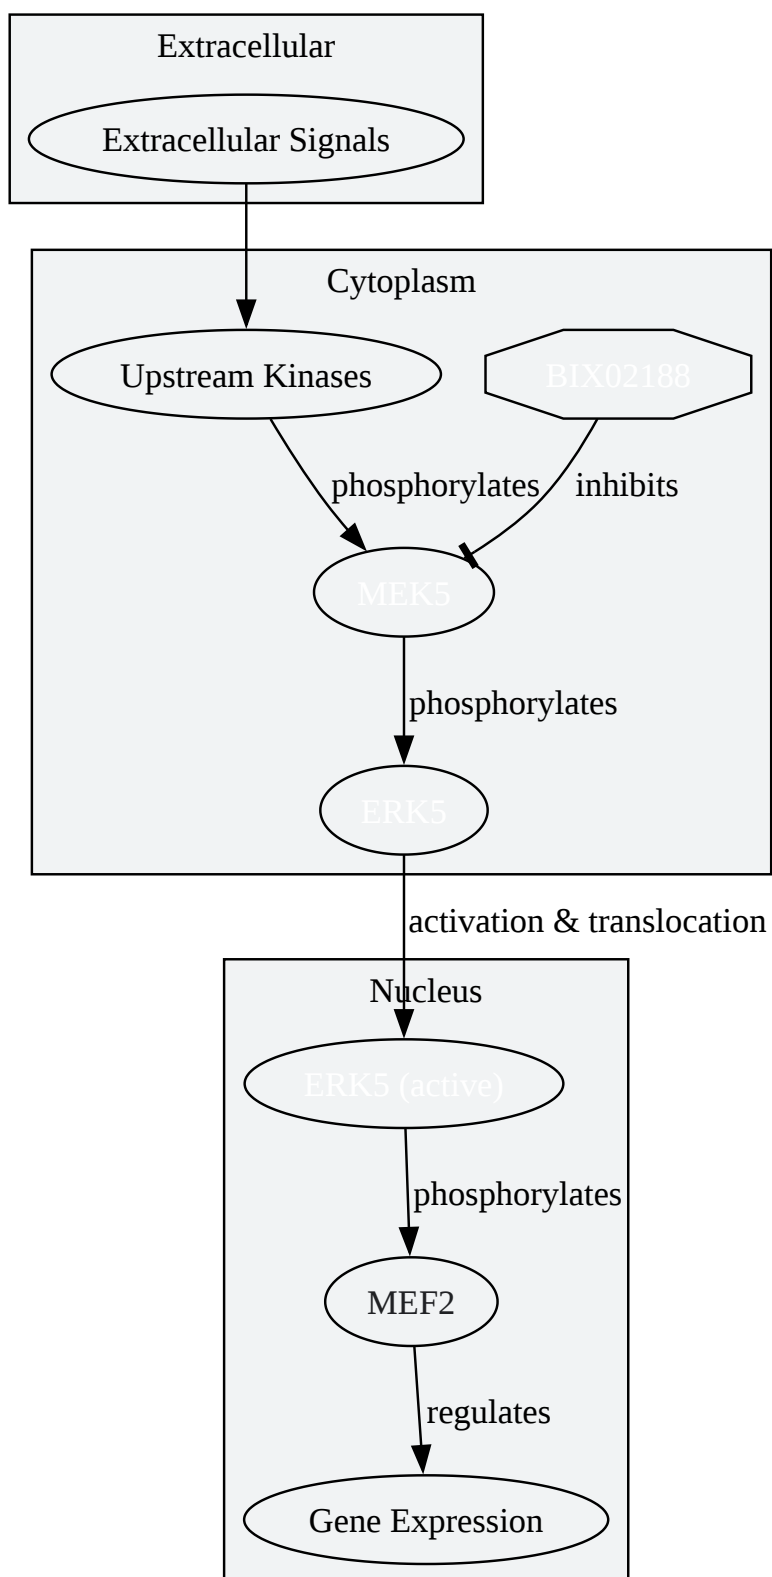 Extracellular
Extracellular Signals
Cytoplasm
Upstream Kinases
BIX02188
phosphorylates
inhibits
MEK5
phosphorylates
ERK5
activation & translocation
Nucleus
ERK5 (active)
phosphorylates
MEF2
regulates
Gene Expression